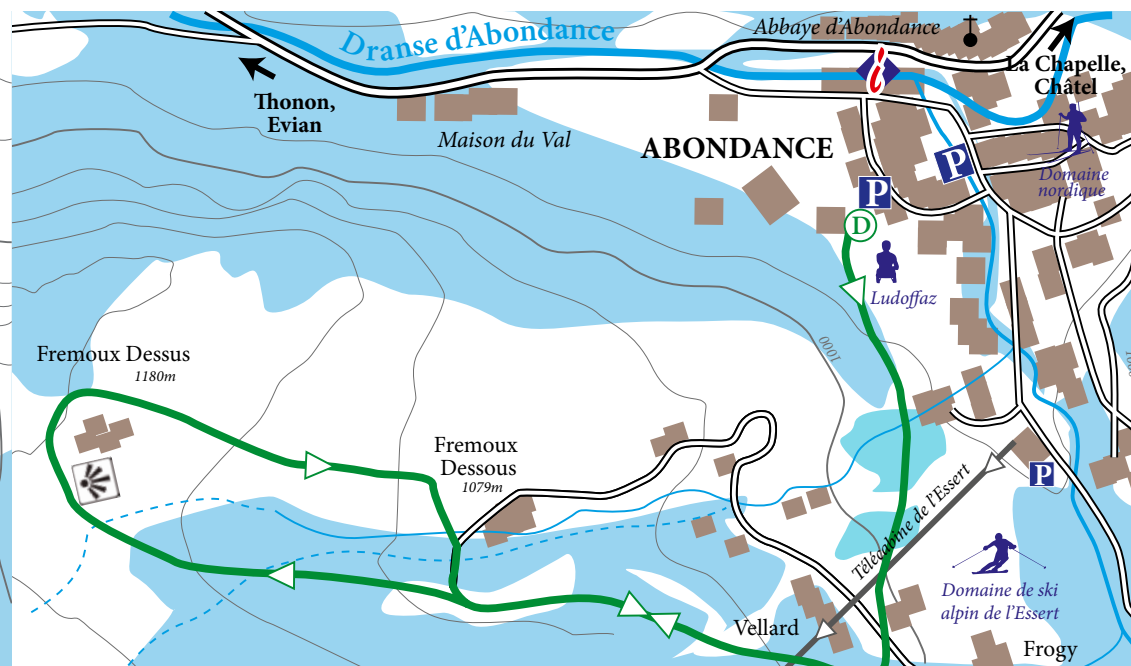 Dranse d'Abondance
Abbaye d'Abondance
i
La Chapelle,
Châtel
Thonon,
Evian
Maison du Val
ABONDANCE
P
P
Domaine
nordique
D
Ludoffaz
1000
Fremoux Dessus
1180m
Fremoux
Dessous
1079m
P
Télécabine de l'Essert
Domaine de ski
alpin de l'Essert
Vellard
Frogy